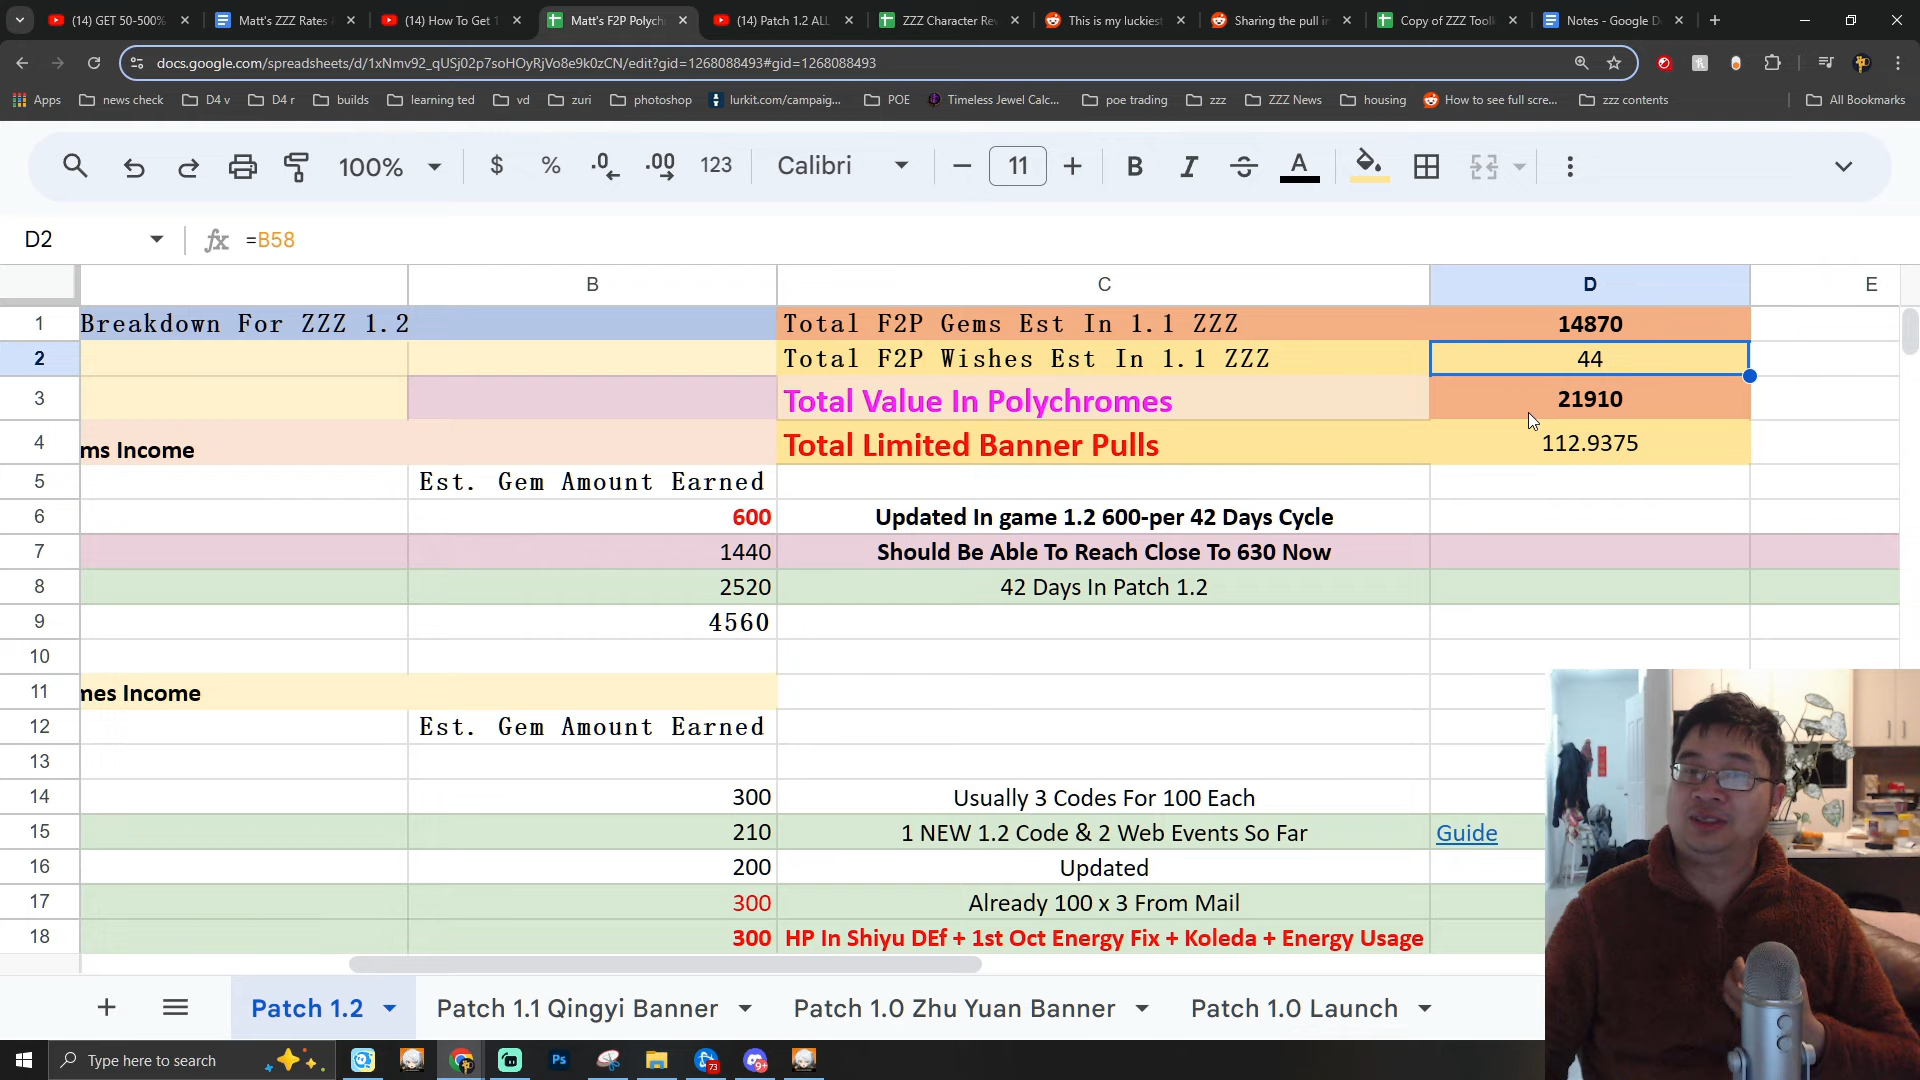 (14) GET 50-500%
Matt's ZZZ Rates
(14) How To Get 1
Matt's F2P Polych
(14) Patch 1.2 ALL
ZZZ Character Re
This is my luckies
Sharing the pull i
Copy of ZZZ Tool
Notes - Google D
docs.google.com/spreadsheets/d/1xNmv92_qUSj02p7soHOyRjVo8e9k0zCN/edit?gid=1268088493#gid=1268088493
Apps
news check
D4 v
D4 r
builds
learning ted
vd
zuri
photoshop
lurkit.com/campaig...
POE
Timeless Jewel Calc...
poe trading
zzz
ZZZ News
housing
How to see full scre...
zzz contents
All Bookmarks
100%
$ % .0 .00 123
Calibri
11
B I S A
D2
fx =B58
B C D E
1 Breakdown For ZZZ 1.2 Total F2P Gems Est In 1.1 ZZZ 14870
2 Total F2P Wishes Est In 1.1 ZZZ 44
3 Total Value In Polychromes 21910
4 ms Income Total Limited Banner Pulls 112.9375
5 Est. Gem Amount Earned
6 600 Updated In game 1.2 600-per 42 Days Cycle
7 1440 Should Be Able To Reach Close To 630 Now
8 2520 42 Days In Patch 1.2
9 4560
10
11 mes Income
12 Est. Gem Amount Earned
13
14 300 Usually 3 Codes For 100 Each
15 210 1 NEW 1.2 Code & 2 Web Events So Far Guide
16 200 Updated
17 300 Already 100 x 3 From Mail
18 300 HP In Shiyu DEf + 1st Oct Energy Fix + Koleda + Energy Usage
Patch 1.2
Patch 1.1 Qingyi Banner
Patch 1.0 Zhu Yuan Banner
Patch 1.0 Launch
Type here to search
Ps
73
9+